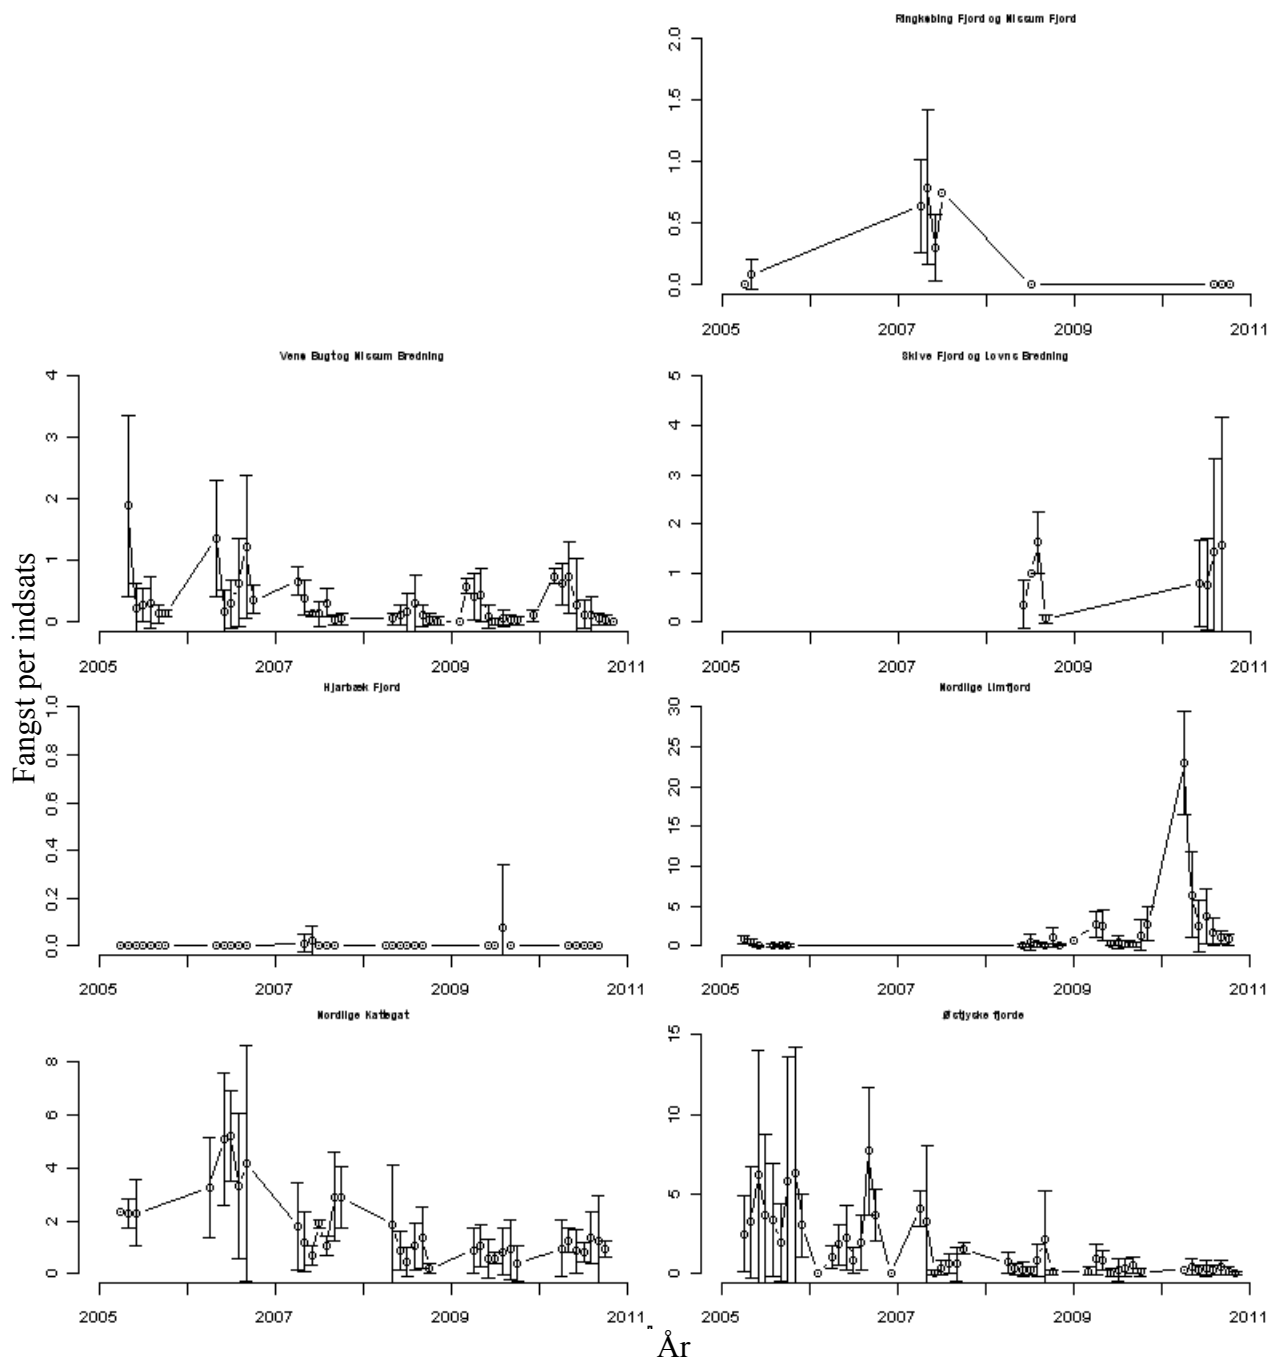 Ringkøbing Fjord og Nissum Fjord
2.0
1.5
1.0
0.5
0.0
2005 2007 2009 2011
Venø Bugt og Nissum Bredning
4
3
2
1
0
2005 2007 2009 2011
Skive Fjord og Lovns Bredning
5
4
3
2
1
0
2005 2007 2009 2011
Fangst per indsats
Hjarbæk Fjord
1.0
0.8
0.6
0.4
0.2
0.0
2005 2007 2009 2011
Nordlige Limfjord
30
25
20
15
10
5
0
2005 2007 2009 2011
Nordlige Kattegat
8
6
4
2
0
2005 2007 2009 2011
Østjyske fjorde
15
10
5
0
2005 2007 2009 2011
År